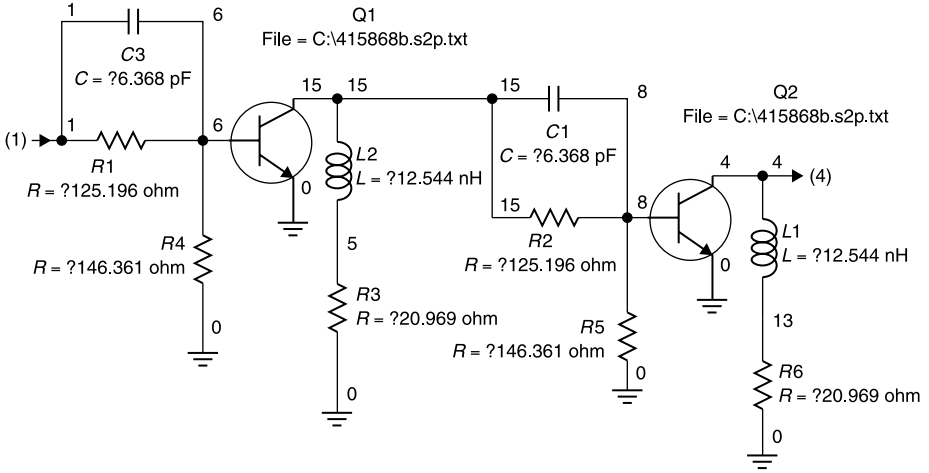 1
6
C3
C = ?6.368 pF
Q1
File = C:\415868b.s2p.txt
(1)
1
6
R1
R = ?125.196 ohm
0
R4
R = ?146.361 ohm
0
15
15
L2
L = ?12.544 nH
5
R3
R = ?20.969 ohm
0
15
8
C1
C = ?6.368 pF
15
8
R2
R = ?125.196 ohm
R5
R = ?146.361 ohm
0
Q2
File = C:\415868b.s2p.txt
4
4
(4)
0
L1
L = ?12.544 nH
13
R6
R = ?20.969 ohm
0